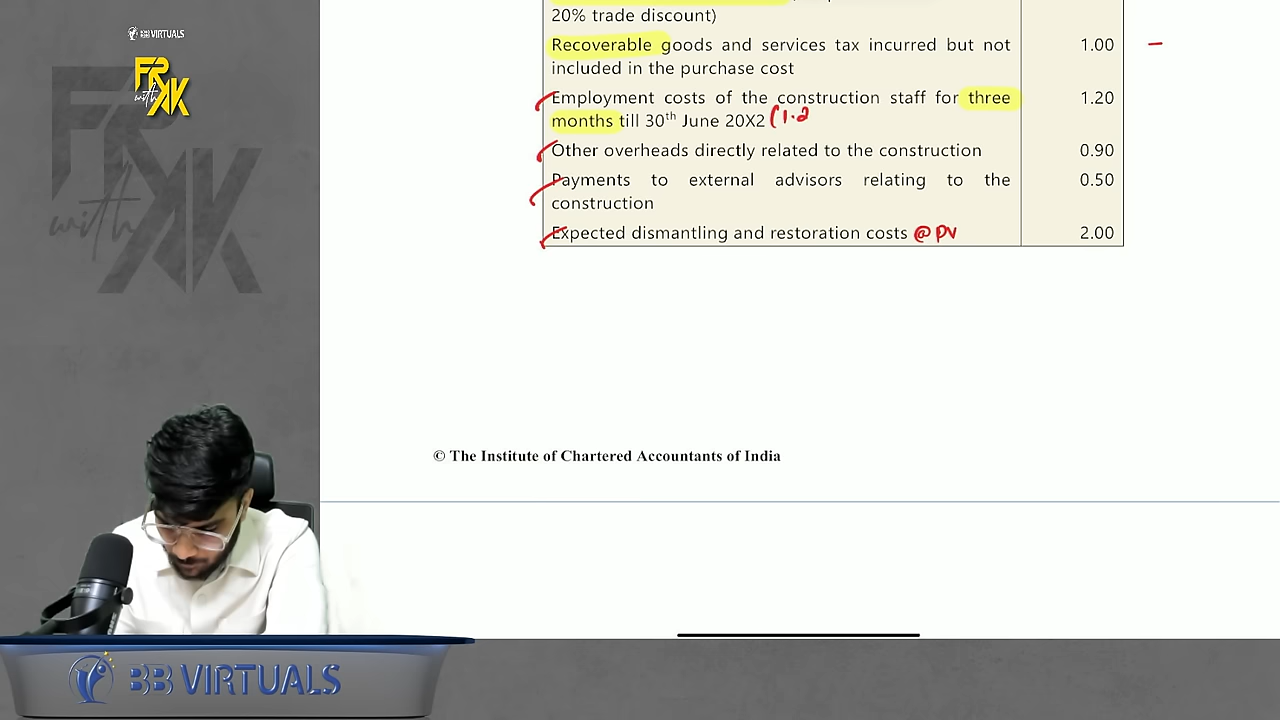 BB VIRTUALS
FR
with
AK
20% trade discount)
Recoverable goods and services tax incurred but not 1.00 –
included in the purchase cost
Employment costs of the construction staff for three 1.20
months till 30th June 20X2 (1.2
Other overheads directly related to the construction 0.90
Payments to external advisors relating to the 0.50
construction
Expected dismantling and restoration costs @ PV 2.00
© The Institute of Chartered Accountants of India
BB VIRTUALS